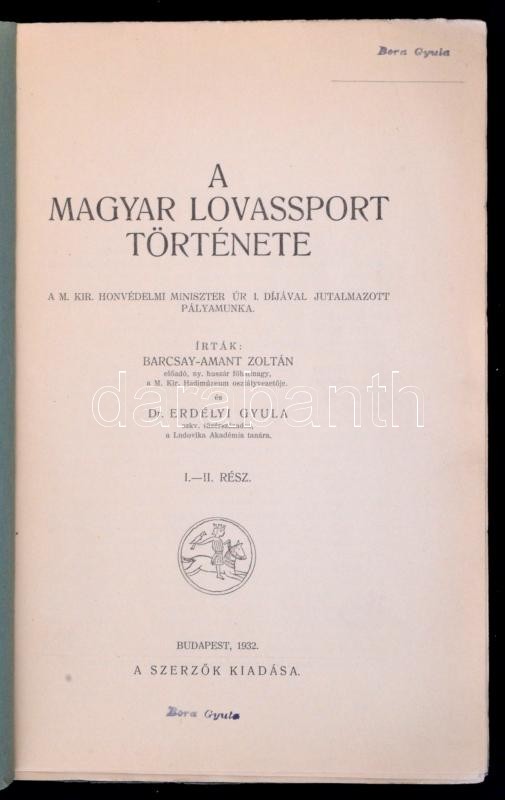 Bora Gyula
A
MAGYAR LOVASSPORT
TÖRTÉNETE
A M. KIR. HONVÉDELMI MINISZTER ÚR I. DÍJÁVAL JUTALMAZOTT
PÁLYAMUNKA.
ÍRTÁK:
BARCSAY-AMANT ZOLTÁN
előadó, ny. huszár főhadnagy,
a M. Kir. Hadimúzeum osztályvezetője.
és
darabanth
Dr. ERDÉLYI GYULA
a Ludovika Akadémia tanára.
I.—II. RÉSZ.
BUDAPEST, 1932.
A SZERZŐK KIADÁSA.
Bora Gyula